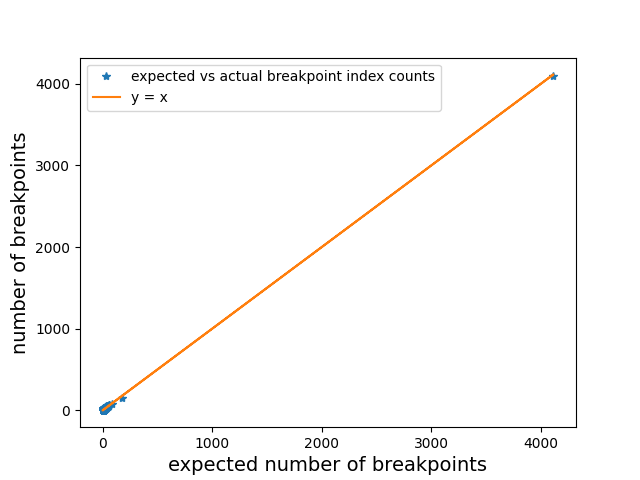 expected vs actual breakpoint index counts
y = x
number of breakpoints
4000
3000
2000
1000
0
0 1000 2000 3000 4000
expected number of breakpoints